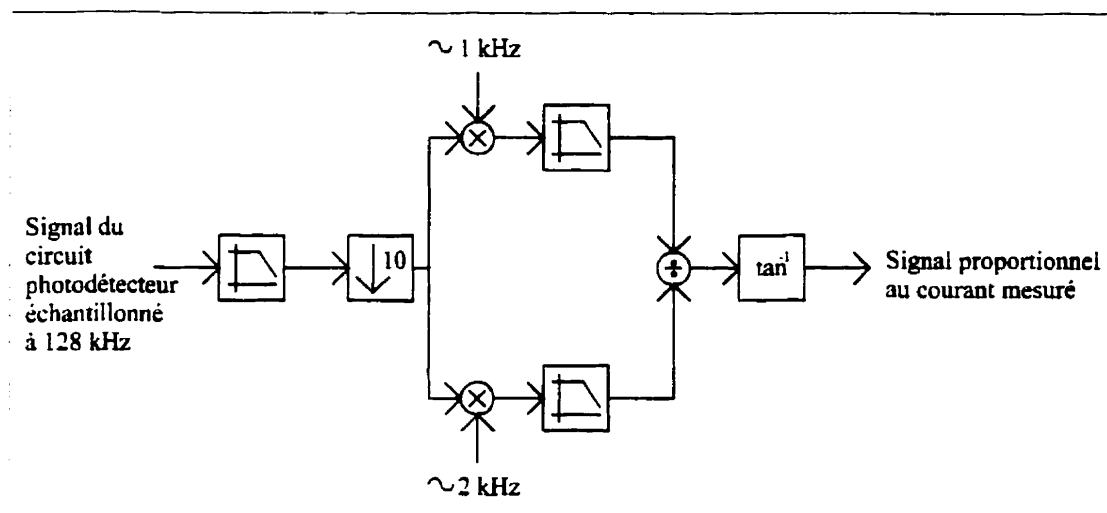 ~ 1 kHz
Signal du
circuit
photodétecteur
échantillonné
à 128 kHz
10
÷
tan⁻¹
Signal proportionnel
au courant mesuré
~ 2 kHz